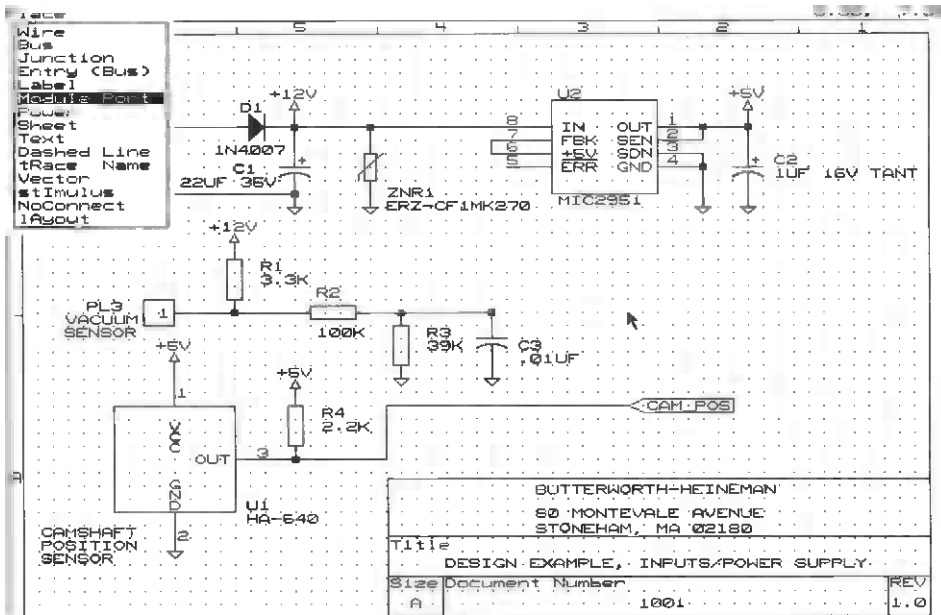 Wire
Bus
Junction
Entry (Bus)
Label
Module Port
Power
Sheet
Text
Dashed Line
tRace Name
Vector
stImulus
NoConnect
lAyout
5
4
3
2
1
D1
+12V
1N4007
C1
22UF 36V
+
ZNR1
ERZ-CF1MK270
U2
8
7
6
5
IN
FBK
+5V
ERR
OUT
SEN
SDN
GND
1
2
3
4
MIC2951
+5V
+
C2
1UF 16V TANT
+12V
R1
3.3K
PL3
VACUUM
SENSOR
1
R2
100K
R3
39K
C3
.01UF
+5V
1
+5V
R4
2.2K
CAM POS
VCC
OUT
3
GND
2
U1
HA-640
CAMSHAFT
POSITION
SENSOR
BUTTERWORTH-HEINEMAN
80 MONTEVALE AVENUE
STONEHAM, MA 02180
Title
DESIGN EXAMPLE, INPUTS/POWER SUPPLY
Size
Document Number
REV
A
1001
1.0